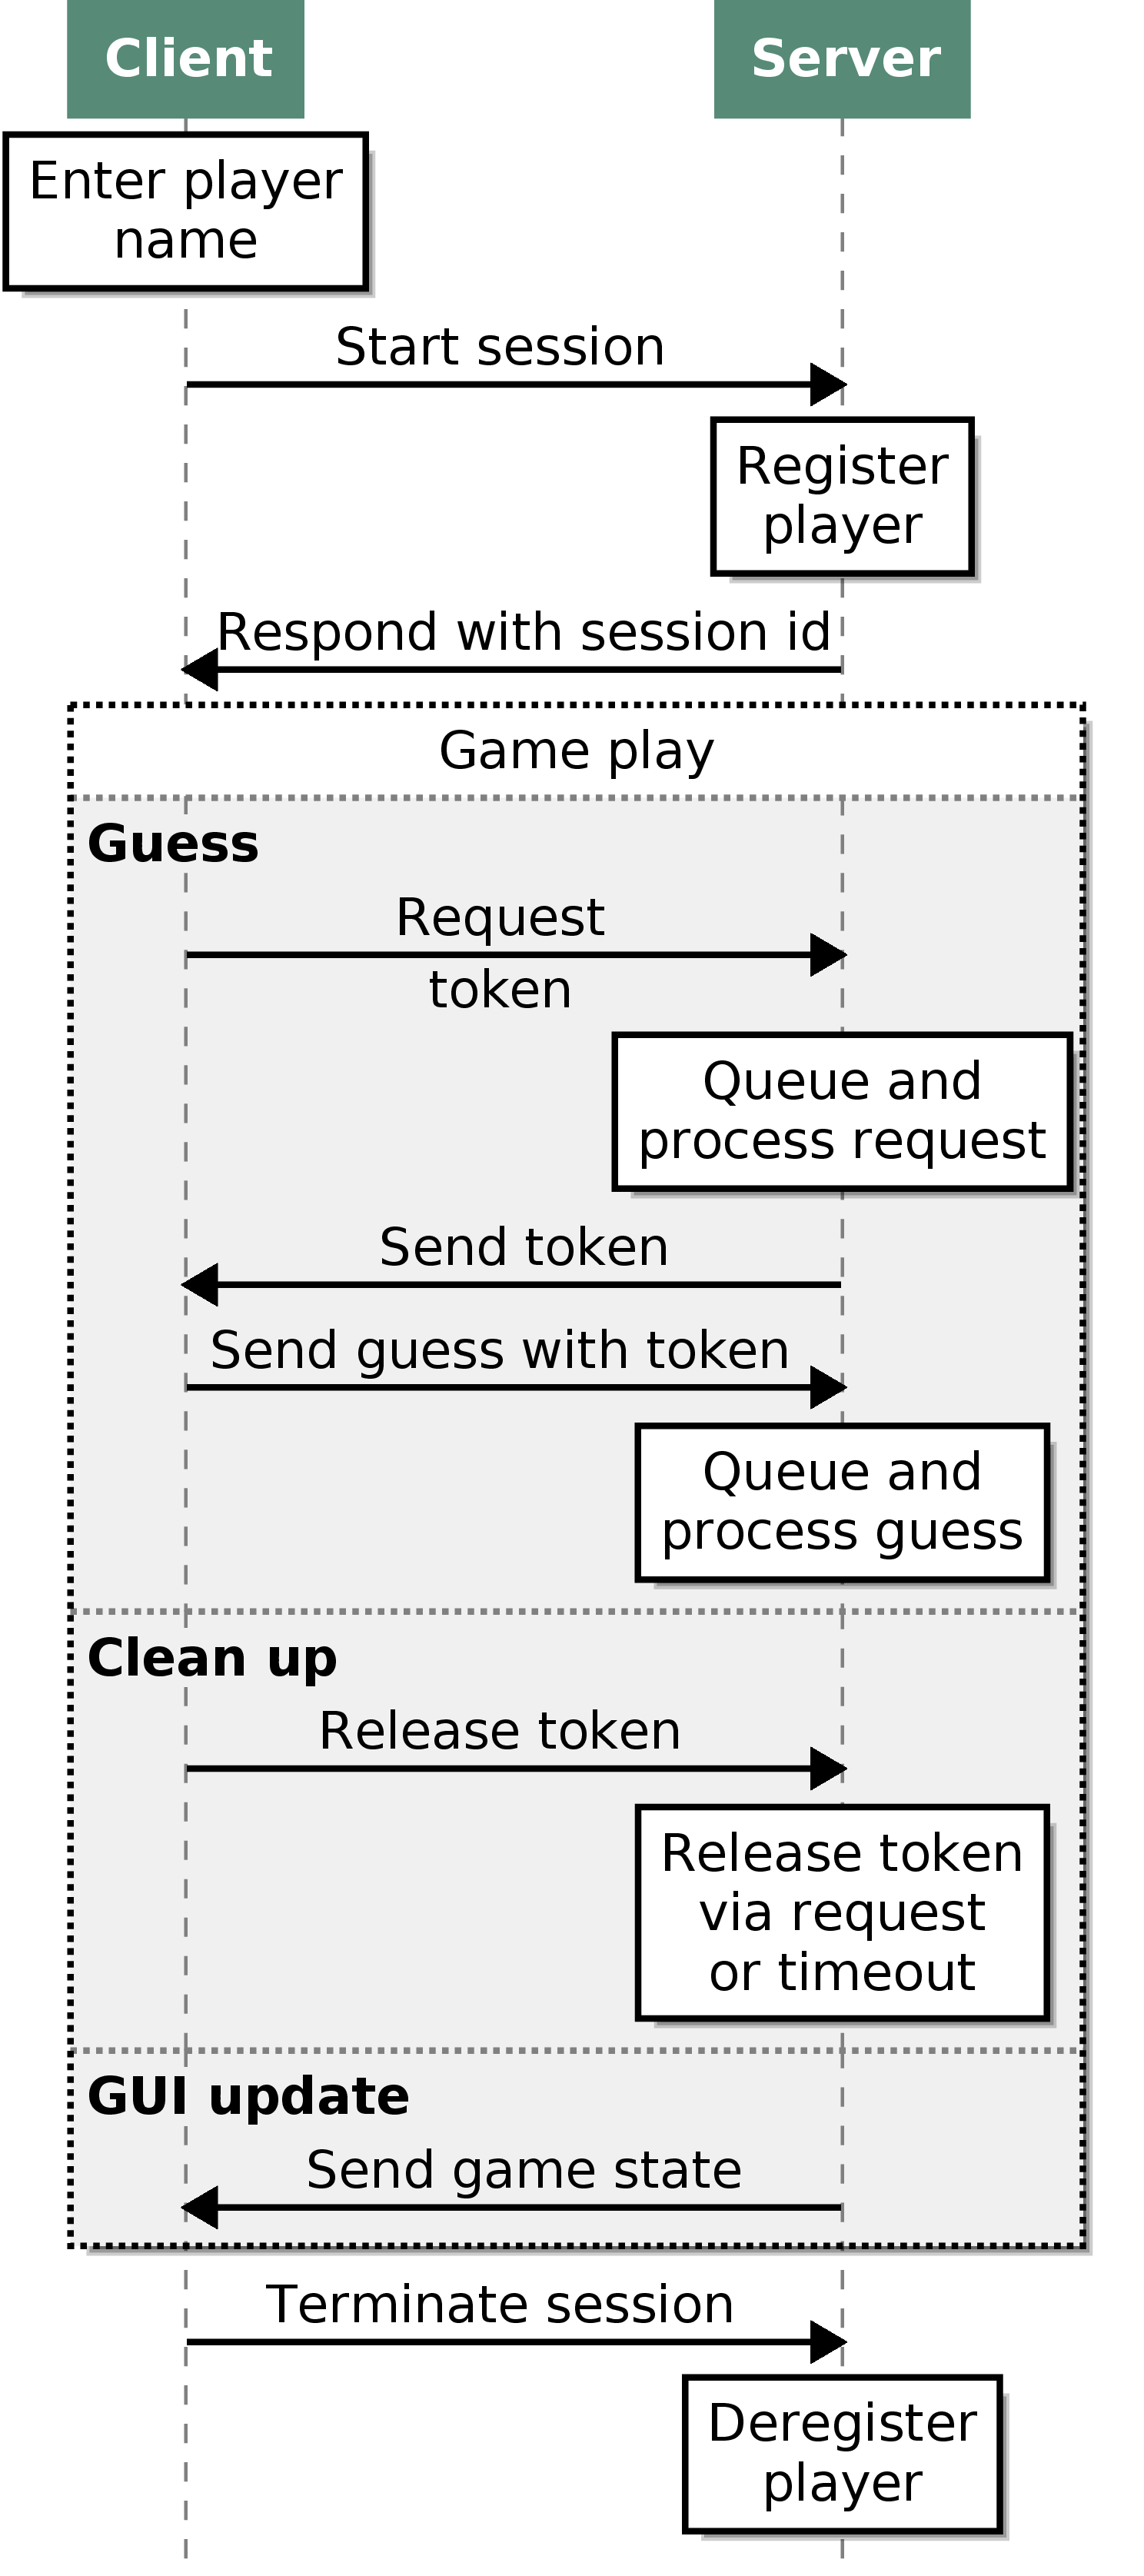 Client
Server
Enter player
name
Start session
Register
player
Respond with session id
Game play
Guess
Request
token
Queue and
process request
Send token
Send guess with token
Queue and
process guess
Clean up
Release token
Release token
via request
or timeout
GUI update
Send game state
Terminate session
Deregister
player